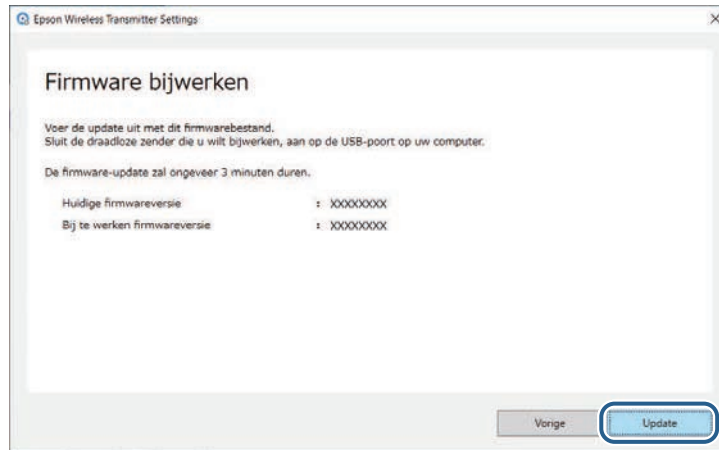 Epson Wireless Transmitter Settings
Firmware bijwerken
Voer de update uit met dit firmwarebestand.
Sluit de draadloze zender die u wilt bijwerken, aan op de USB-poort op uw computer.
De firmware-update zal ongeveer 3 minuten duren.
Huidige firmwareversie : XXXXXXXX
Bij te werken firmwareversie : XXXXXXXX
Vorige Update